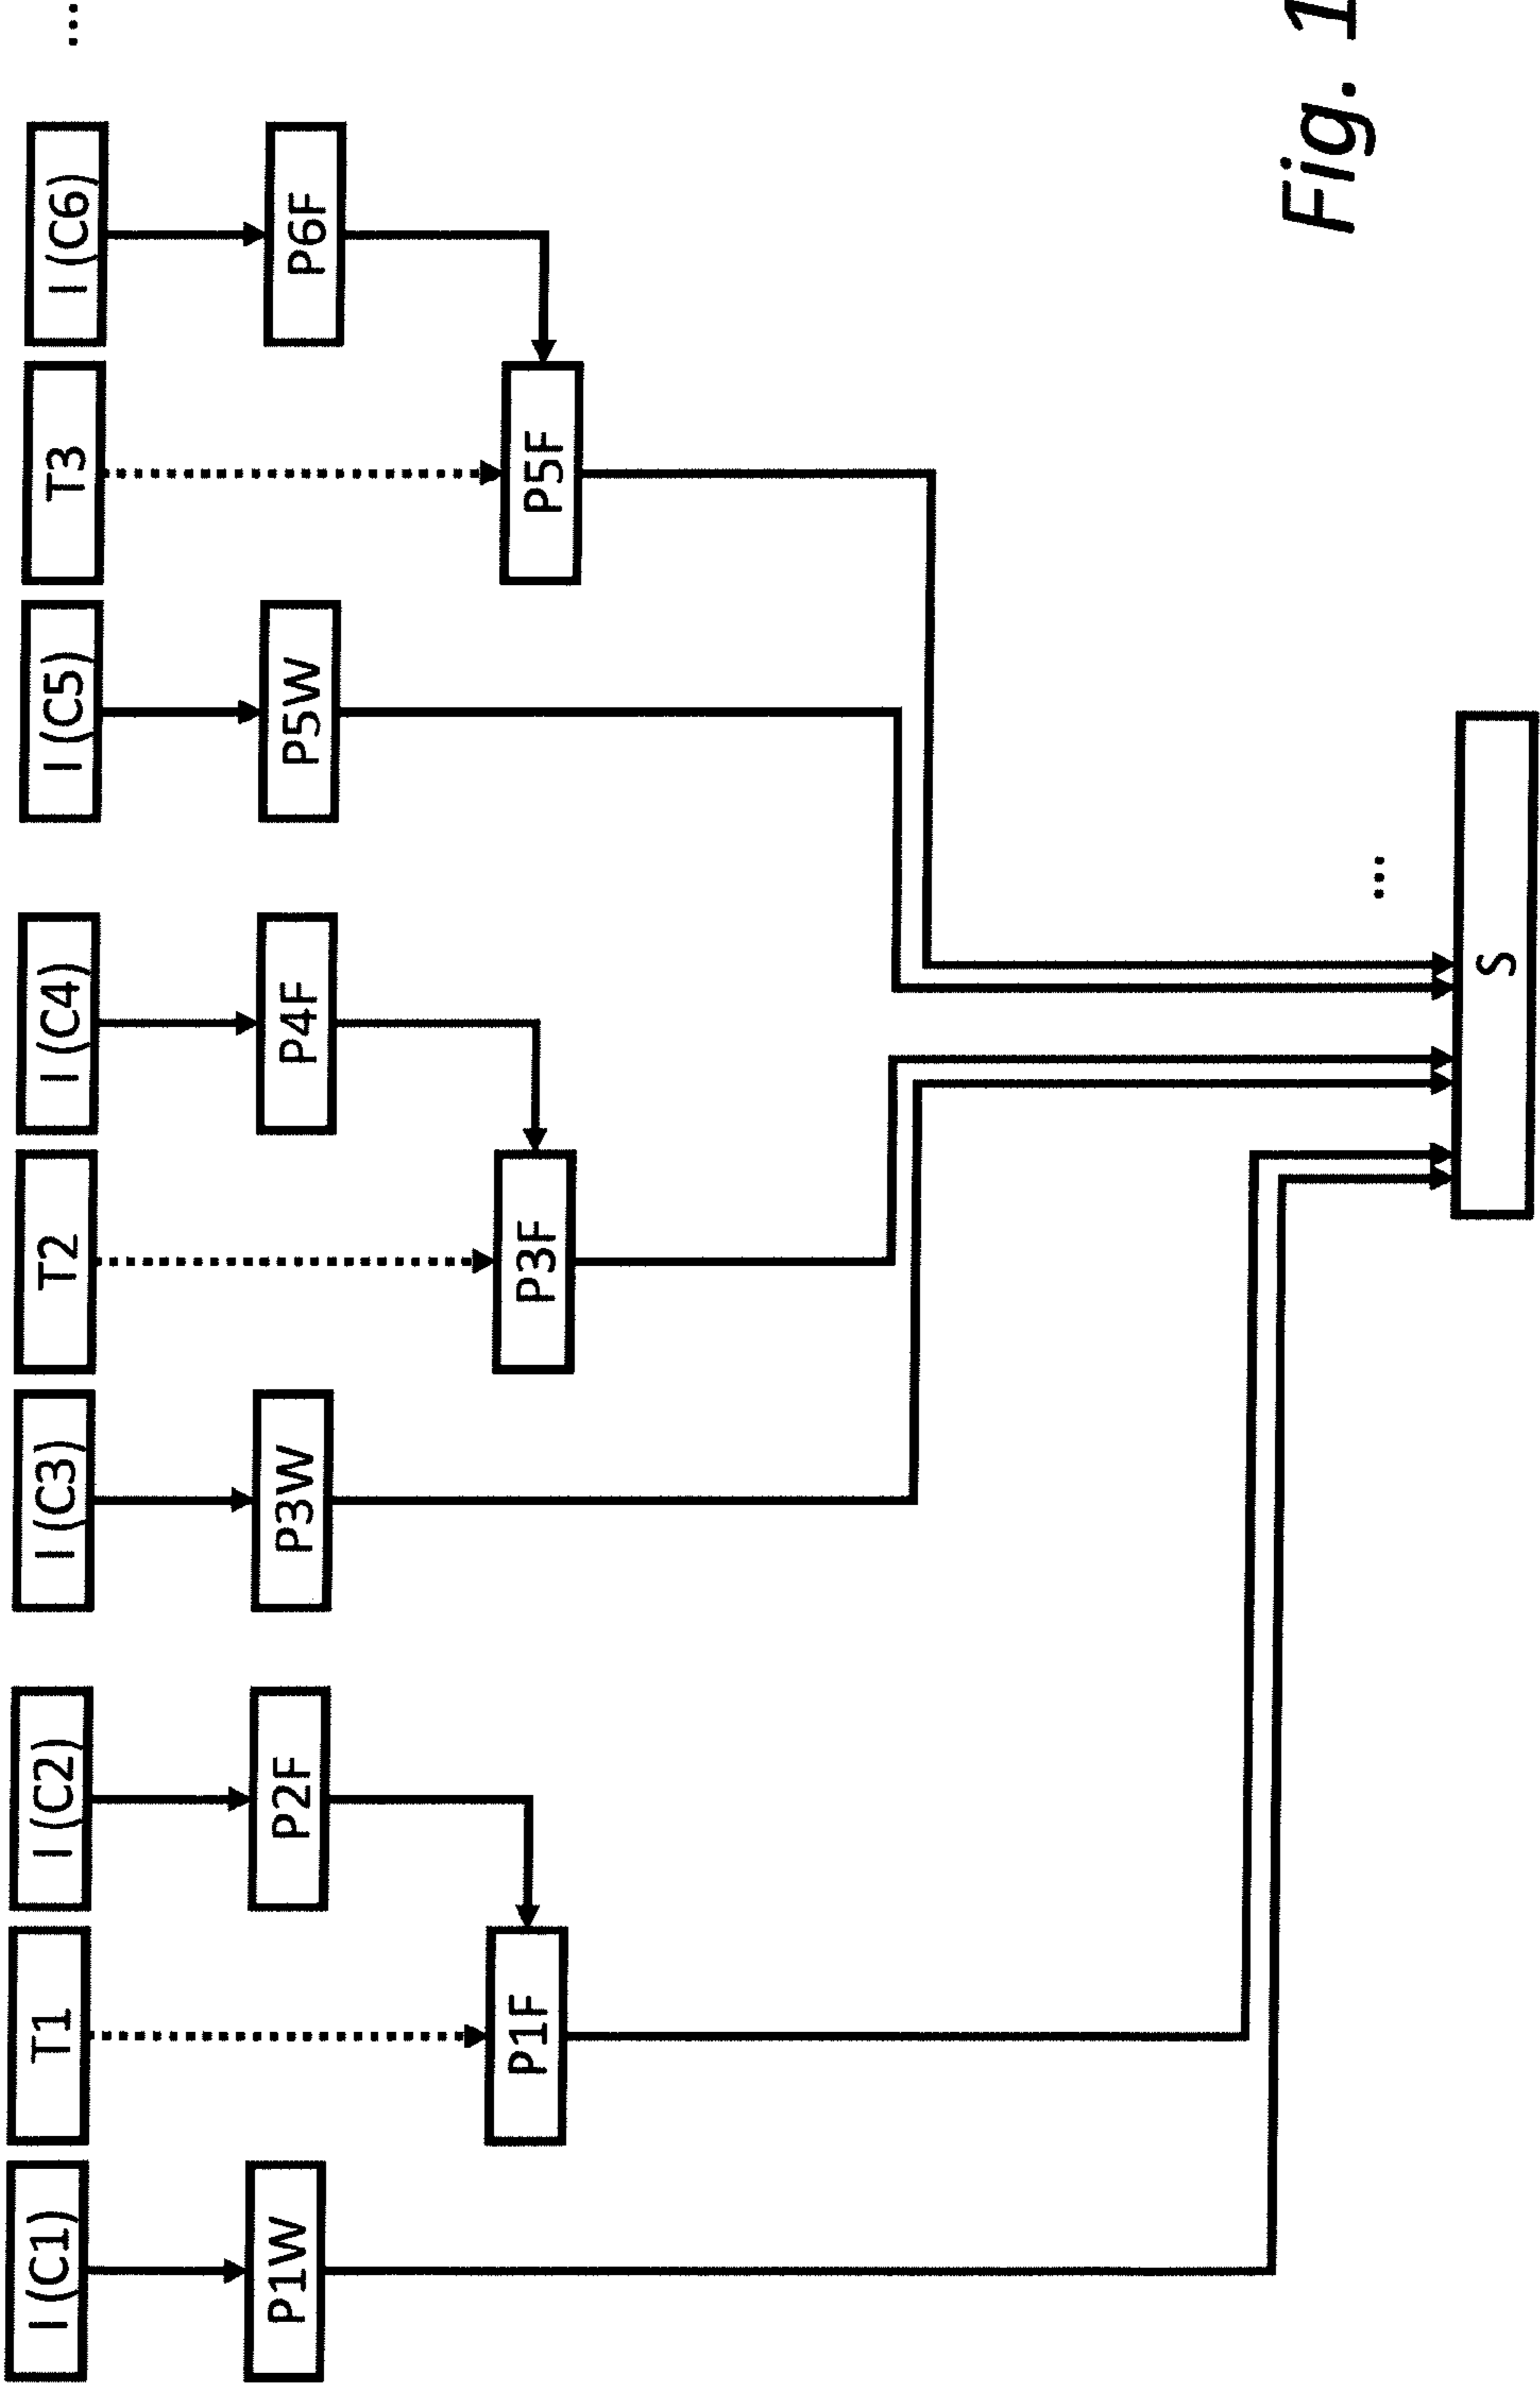 I (C1)
T1
I (C2)
I (C3)
T2
I (C4)
I (C5)
T3
I (C6)
...
P1W
P2F
P3W
P4F
P5W
P6F
P1F
P3F
P5F
...
S
Fig. 1